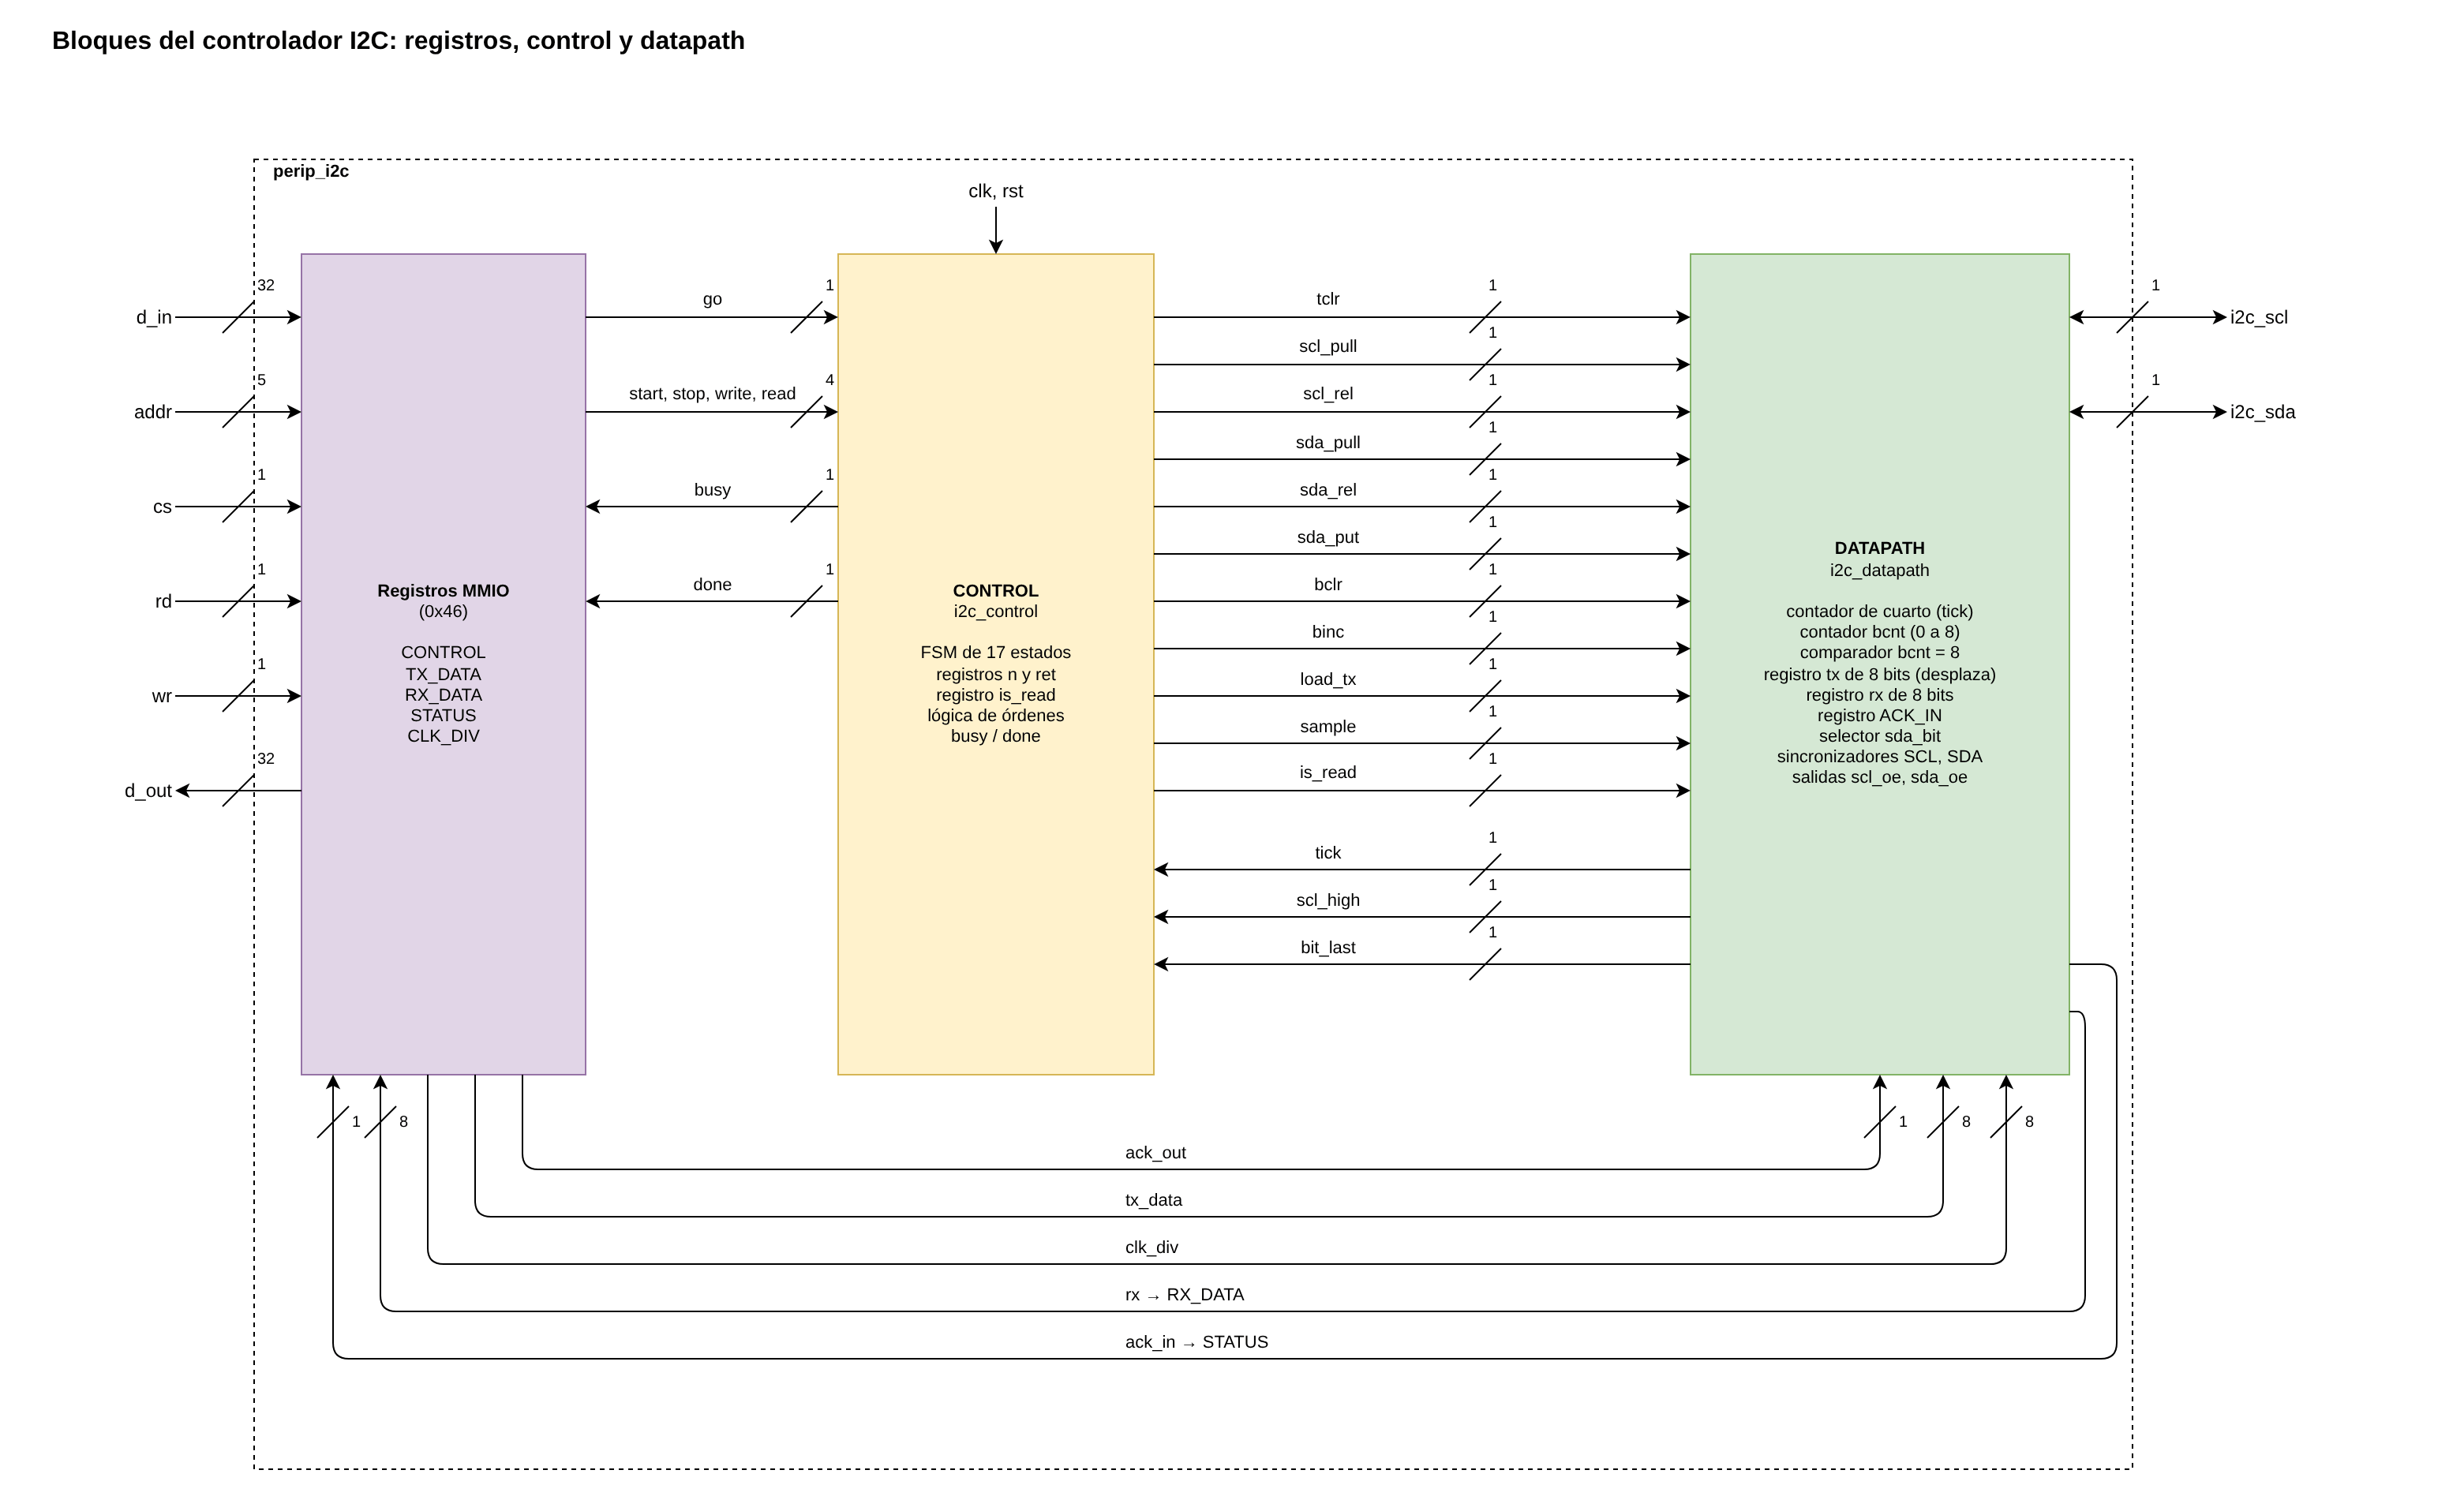 Bloques del controlador I2C: registros, control y datapath
perip_i2c
clk, rst
d_in
32
addr
5
cs
1
rd
1
wr
1
d_out
32
Registros MMIO
(0x46)
CONTROL
TX_DATA
RX_DATA
STATUS
CLK_DIV
go
1
start, stop, write, read
4
busy
1
done
1
CONTROL
i2c_control
FSM de 17 estados
registros n y ret
registro is_read
lógica de órdenes
busy / done
tclr
1
scl_pull
1
scl_rel
1
sda_pull
1
sda_rel
1
sda_put
1
bclr
1
binc
1
load_tx
1
sample
1
is_read
1
tick
1
scl_high
1
bit_last
1
DATAPATH
i2c_datapath
contador de cuarto (tick)
contador bcnt (0 a 8)
comparador bcnt = 8
registro tx de 8 bits (desplaza)
registro rx de 8 bits
registro ACK_IN
selector sda_bit
sincronizadores SCL, SDA
salidas scl_oe, sda_oe
1
i2c_scl
1
i2c_sda
1
8
1
8
8
ack_out
tx_data
clk_div
rx → RX_DATA
ack_in → STATUS